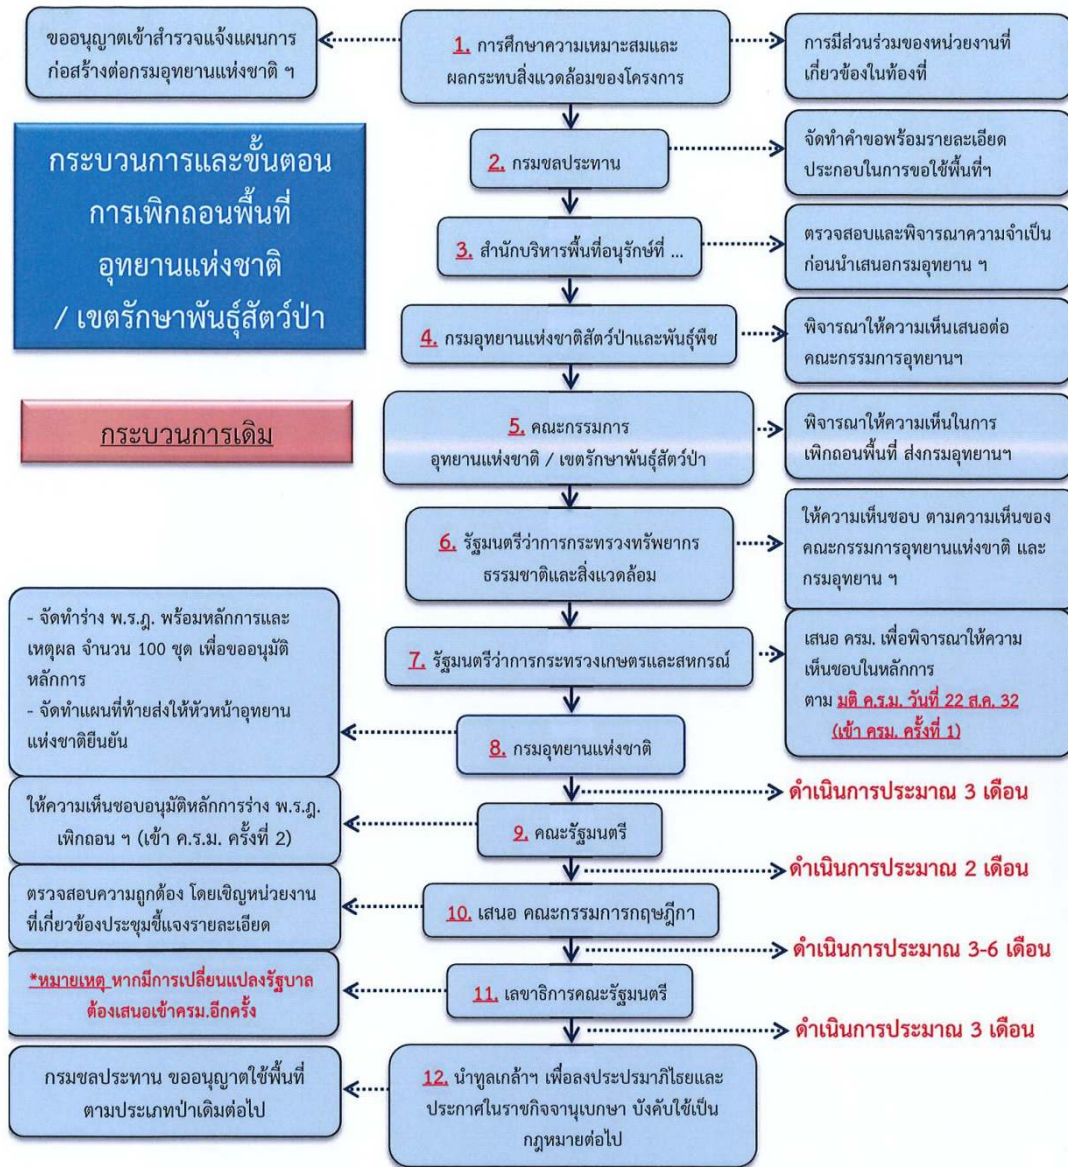 ขออนุญาตเข้าสำรวจแจ้งแผนการ
ก่อสร้างต่อกรมอุทยานแห่งชาติ ฯ
1. การศึกษาความเหมาะสมและ
ผลกระทบสิ่งแวดล้อมของโครงการ
การมีส่วนร่วมของหน่วยงานที่
เกี่ยวข้องในท้องที่
กระบวนการและขั้นตอน
การเพิกถอนพื้นที่
อุทยานแห่งชาติ
/ เขตรักษาพันธุ์สัตว์ป่า
กระบวนการเดิม
2. กรมชลประทาน
จัดทำคำขอพร้อมรายละเอียด
ประกอบในการขอใช้พื้นที่ฯ
3. สำนักบริหารพื้นที่อนุรักษ์ที่ ...
ตรวจสอบและพิจารณาความจำเป็น
ก่อนนำเสนอกรมอุทยาน ฯ
4. กรมอุทยานแห่งชาติสัตว์ป่าและพันธุ์พืช
พิจารณาให้ความเห็นเสนอต่อ
คณะกรรมการอุทยานฯ
5. คณะกรรมการ
อุทยานแห่งชาติ / เขตรักษาพันธุ์สัตว์ป่า
พิจารณาให้ความเห็นในการ
เพิกถอนพื้นที่ ส่งกรมอุทยานฯ
6. รัฐมนตรีว่าการกระทรวงทรัพยากร
ธรรมชาติและสิ่งแวดล้อม
ให้ความเห็นชอบ ตามความเห็นของ
คณะกรรมการอุทยานแห่งชาติ และ
กรมอุทยาน ฯ
7. รัฐมนตรีว่าการกระทรวงเกษตรและสหกรณ์
เสนอ ครม. เพื่อพิจารณาให้ความ
เห็นชอบในหลักการ
ตาม มติ ค.ร.ม. วันที่ 22 ส.ค. 32
(เข้า ครม. ครั้งที่ 1)
- จัดทำร่าง พ.ร.ฎ. พร้อมหลักการและ
เหตุผล จำนวน 100 ชุด เพื่อขออนุมัติ
หลักการ
- จัดทำแผนที่ท้ายส่งให้หัวหน้าอุทยาน
แห่งชาติยืนยัน
8. กรมอุทยานแห่งชาติ
ดำเนินการประมาณ 3 เดือน
ให้ความเห็นชอบอนุมัติหลักการร่าง พ.ร.ฎ.
เพิกถอน ฯ (เข้า ค.ร.ม. ครั้งที่ 2)
9. คณะรัฐมนตรี
ดำเนินการประมาณ 2 เดือน
ตรวจสอบความถูกต้อง โดยเชิญหน่วยงาน
ที่เกี่ยวข้องประชุมชี้แจงรายละเอียด
10. เสนอ คณะกรรมการกฤษฎีกา
ดำเนินการประมาณ 3-6 เดือน
*หมายเหตุ หากมีการเปลี่ยนแปลงรัฐบาล
ต้องเสนอเข้าครม.อีกครั้ง
11. เลขาธิการคณะรัฐมนตรี
ดำเนินการประมาณ 3 เดือน
กรมชลประทาน ขออนุญาตใช้พื้นที่
ตามประเภทป่าเดิมต่อไป
12. นำทูลเกล้าฯ เพื่อลงประปรมาภิไธยและ
ประกาศในราชกิจจานุเบกษา บังคับใช้เป็น
กฎหมายต่อไป